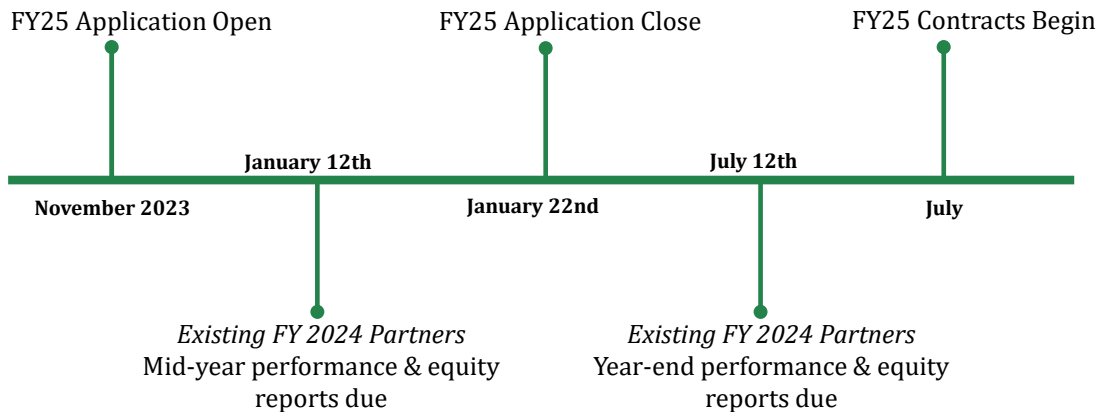 FY25 Application Open
FY25 Application Close
FY25 Contracts Begin
January 12th
July 12th
November 2023
January 22nd
July
Existing FY 2024 Partners
Mid-year performance & equity
reports due
Existing FY 2024 Partners
Year-end performance & equity
reports due